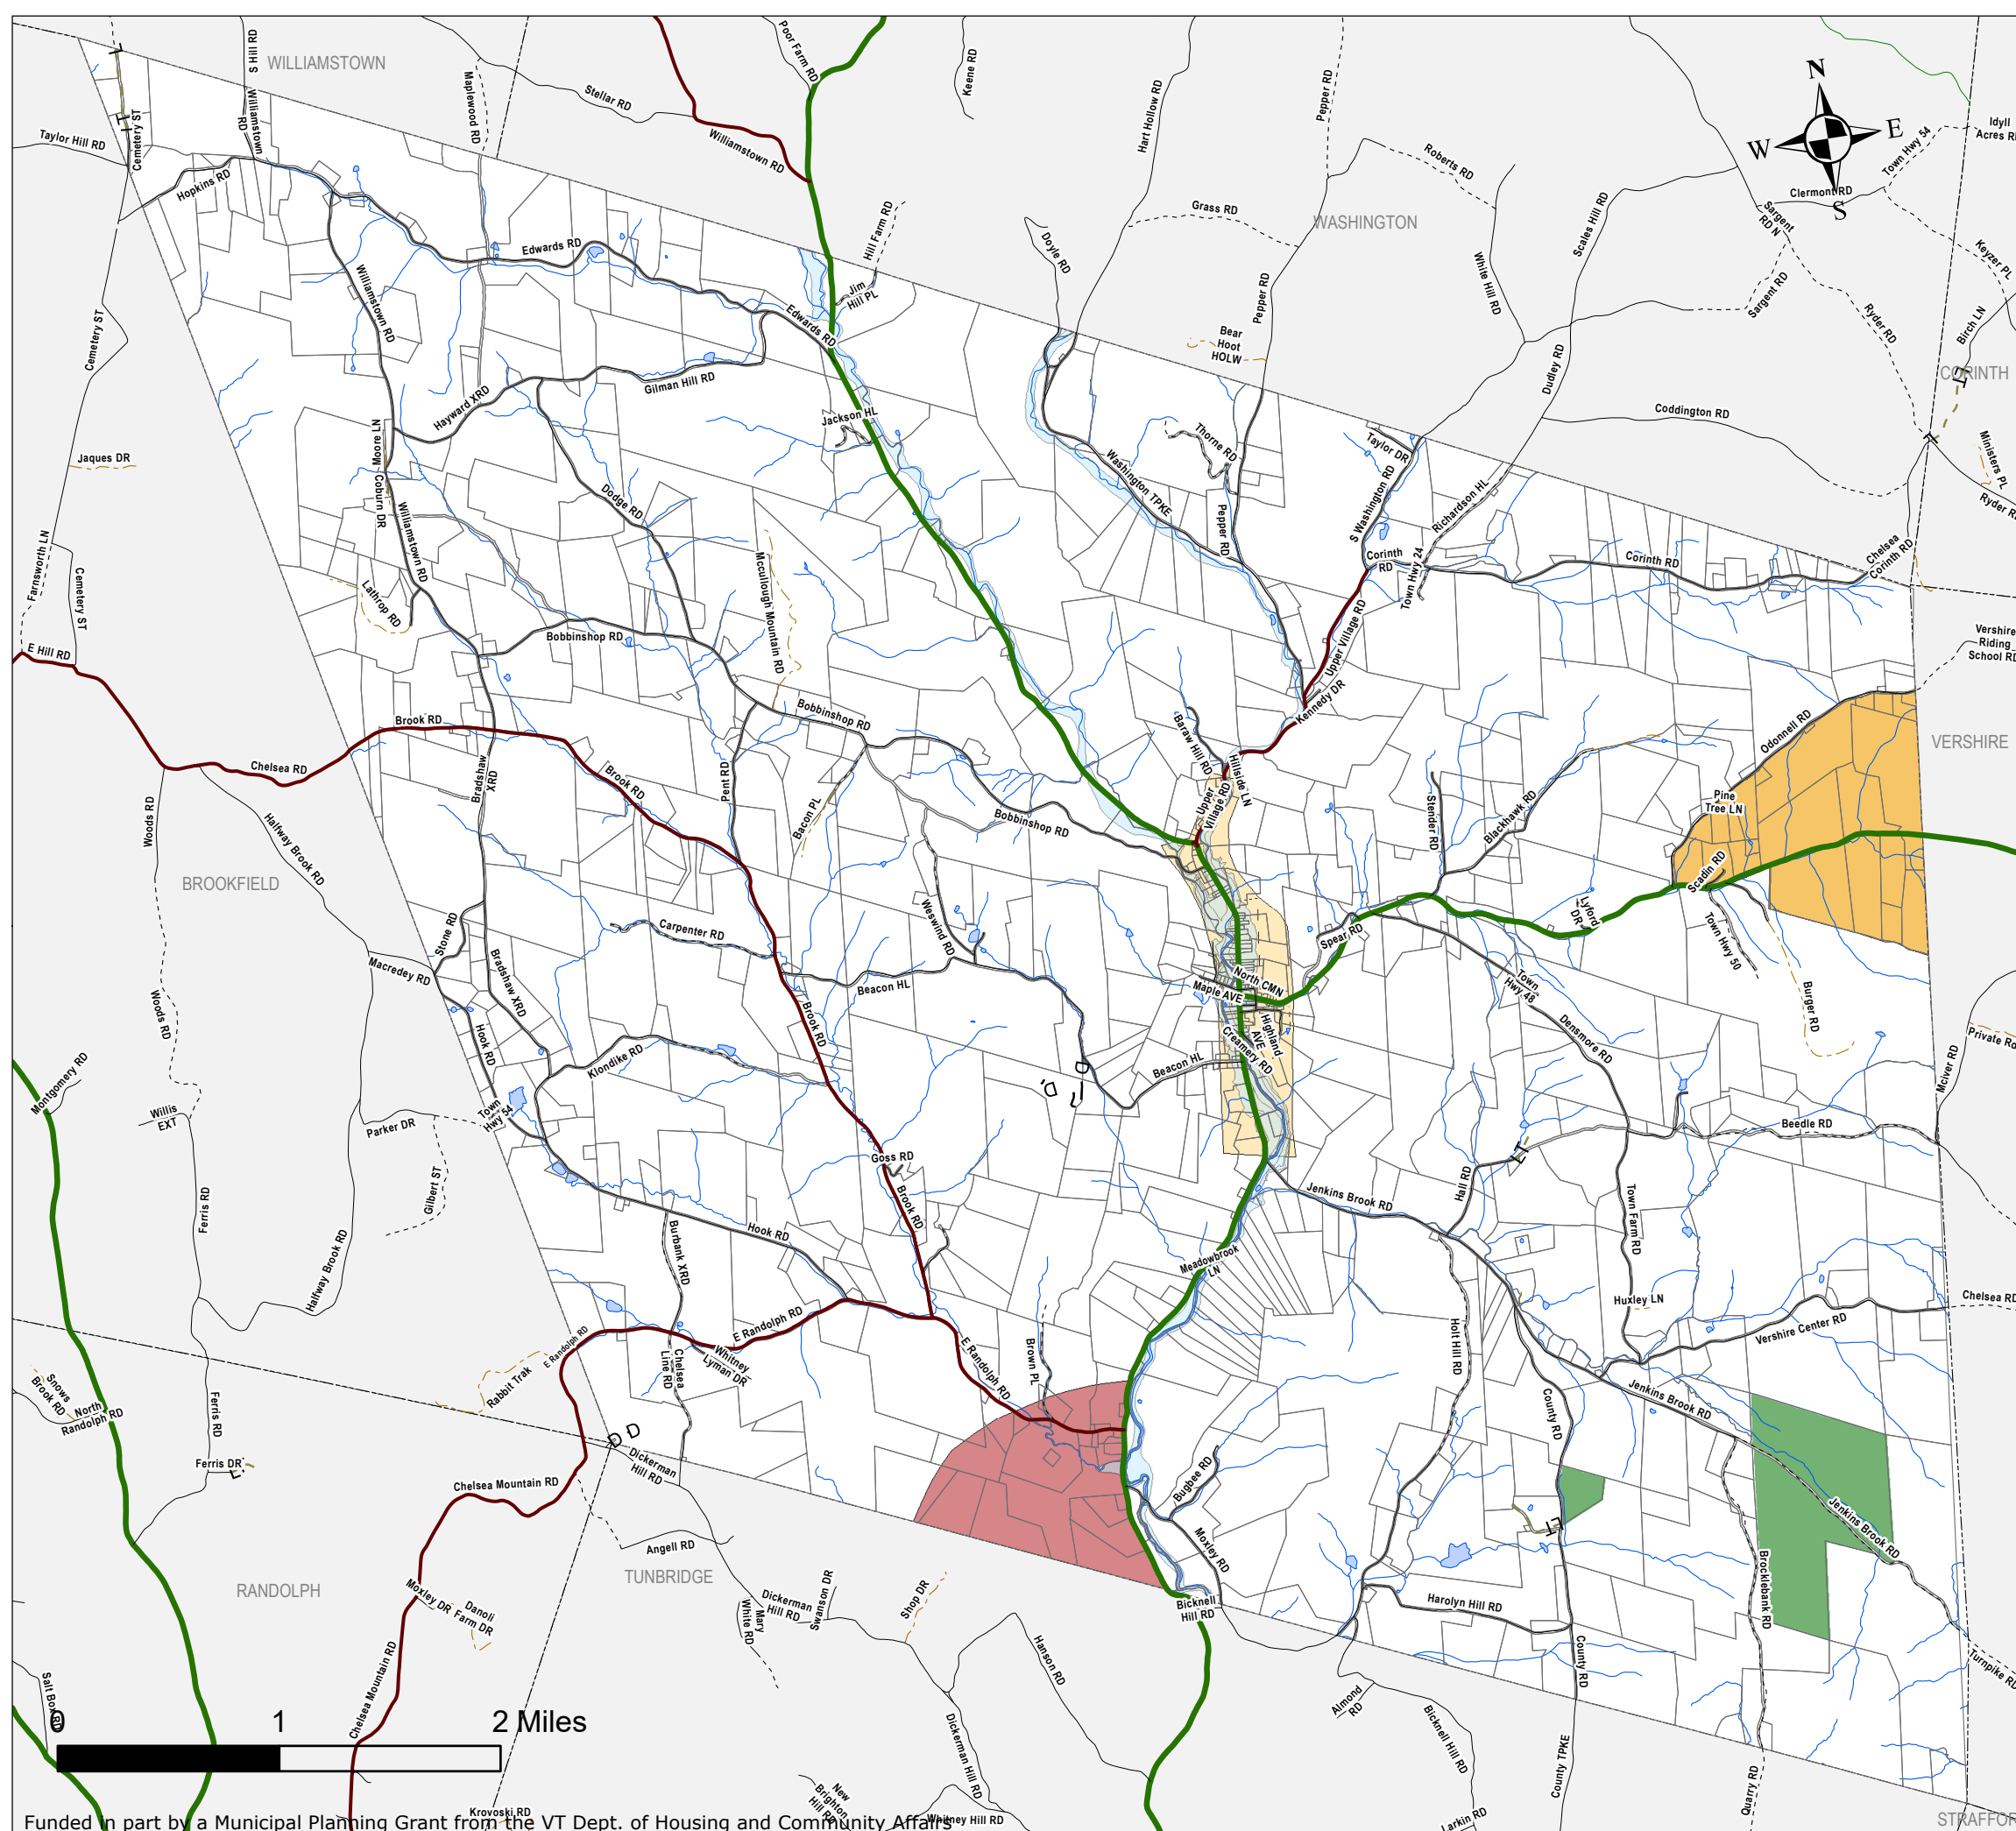 WILLIAMSTOWN
S Hill RD
Williamstown
RD
Maplewood RD
Stellar RD
Williamstown RD
Poor Farm RD
Keene RD
Hart Hollow RD
Pepper RD
Roberts RD
Grass RD
WASHINGTON
White Hill RD
Scales Hill RD
N
W
E
S
Clermont RD
Town Hwy 54
Idyll
Sargent
RD N
Sargent RD
Keyzer PL
Ryder RD
Birch LN
CORINTH
Taylor Hill RD
Cemetery ST
Hopkins RD
Edwards RD
Hill Farm RD
Jim
Hill PL
Doyle RD
Pepper RD
Bear
Hoot
HOLW
Dudley RD
Coddington RD
Ministers PL
Cemetery ST
Williamstown RD
Edwards RD
Gilman Hill RD
Hayward XRD
Jackson HL
Moore LN
Coburn DR
Jaques DR
Thorne RD
Washington TPKE
Pepper RD
Taylor DR
S Washington RD
Richardson HL
Corinth
RD
Town Hwy 24
Corinth RD
Chelsea
Corinth RD
Dodge RD
Mccullough Mountain RD
Williamstown RD
Lathrop RD
Farnsworth LN
Cemetery ST
E Hill RD
Bobbinshop RD
Upper Village RD
Kennedy DR
Vershire
Riding
School RD
VERSHIRE
Brook RD
Chelsea RD
Bradshaw
XRD
Brook RD
Pent RD
Bobbinshop RD
Bacon PL
Bobbinshop RD
Baraw Hill RD
Hillside LN
Upper
Village RD
Stender RD
Blackhawk RD
Odonnell RD
Pine
Tree LN
Scadin RD
Lyford
DR
Town Hwy 50
Burger RD
Woods RD
Halfway Brook RD
BROOKFIELD
Stone RD
Macredey RD
Bradshaw XRD
Carpenter RD
Weswind RD
Beacon HL
Brook RD
Spear RD
North CMN
Maple AVE
Highland
AVE
Creamery RD
Beacon HL
Town
Hwy 48
Densmore RD
Mciver RD
Woods RD
Hook RD
Klondike RD
Town
Hwy 54
Montgomery RD
Willis
EXT
Parker DR
Gilbert ST
Ferris RD
Halfway Brook RD
Goss RD
Brook RD
Hook RD
Burbank XRD
Jenkins Brook RD
Hall RD
Beedle RD
Town Farm RD
Meadowbrook
LN
Huxley LN
Vershire Center RD
Chelsea RD
E Randolph RD
Whitney
Lyman DR
Chelsea
Line RD
E Randolph RD
Rabbit Trak
E Randolph RD
Brown PL
Holt Hill RD
County RD
Jenkins Brook RD
Snows
Brook RD
North
Randolph RD
Ferris RD
Ferris DR
Chelsea Mountain RD
Dickerman
Hill RD
Bugbee RD
Moxley RD
Jenkins Brook RD
Brocklebank RD
Angell RD
RANDOLPH
TUNBRIDGE
Moxley DR
Danoli
Farm DR
Dickerman
Hill RD
Swanson DR
Mary
White RD
Shop DR
Bicknell
Hill RD
Harolyn Hill RD
County RD
Turnpike RD
Chelsea Mountain RD
Hanson RD
Almond
RD
Bicknell Hill RD
County TPKE
Quarry RD
Salt Box RD
0 1 2 Miles
Dickerman Hill RD
New
Brighton
Hill RD
Whitney Hill RD
Krovoski RD
Larkin RD
Funded in part by a Municipal Planning Grant from the VT Dept. of Housing and Community Affairs